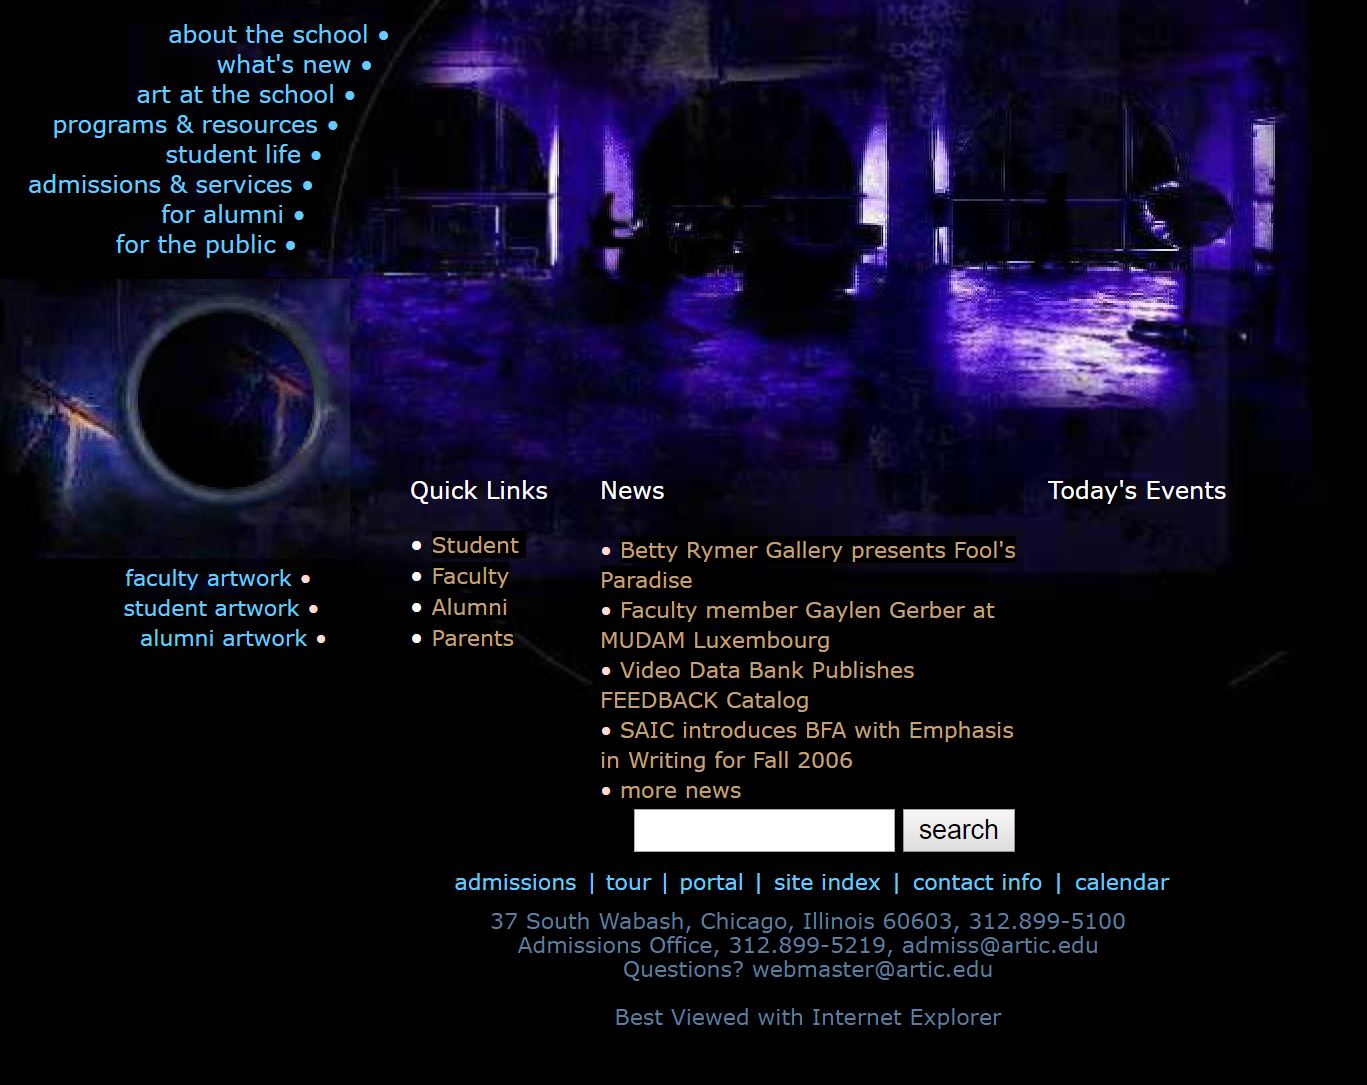 about the school •
what's new •
art at the school •
programs & resources •
student life •
admissions & services •
for alumni •
for the public •
faculty artwork •
student artwork •
alumni artwork •
Quick Links
• Student
• Faculty
• Alumni
• Parents
News
• Betty Rymer Gallery presents Fool's
Paradise
• Faculty member Gaylen Gerber at
MUDAM Luxembourg
• Video Data Bank Publishes
FEEDBACK Catalog
• SAIC introduces BFA with Emphasis
in Writing for Fall 2006
• more news
Today's Events
search
admissions | tour | portal | site index | contact info | calendar
37 South Wabash, Chicago, Illinois 60603, 312.899-5100
Admissions Office, 312.899-5219, admiss@artic.edu
Questions? webmaster@artic.edu
Best Viewed with Internet Explorer